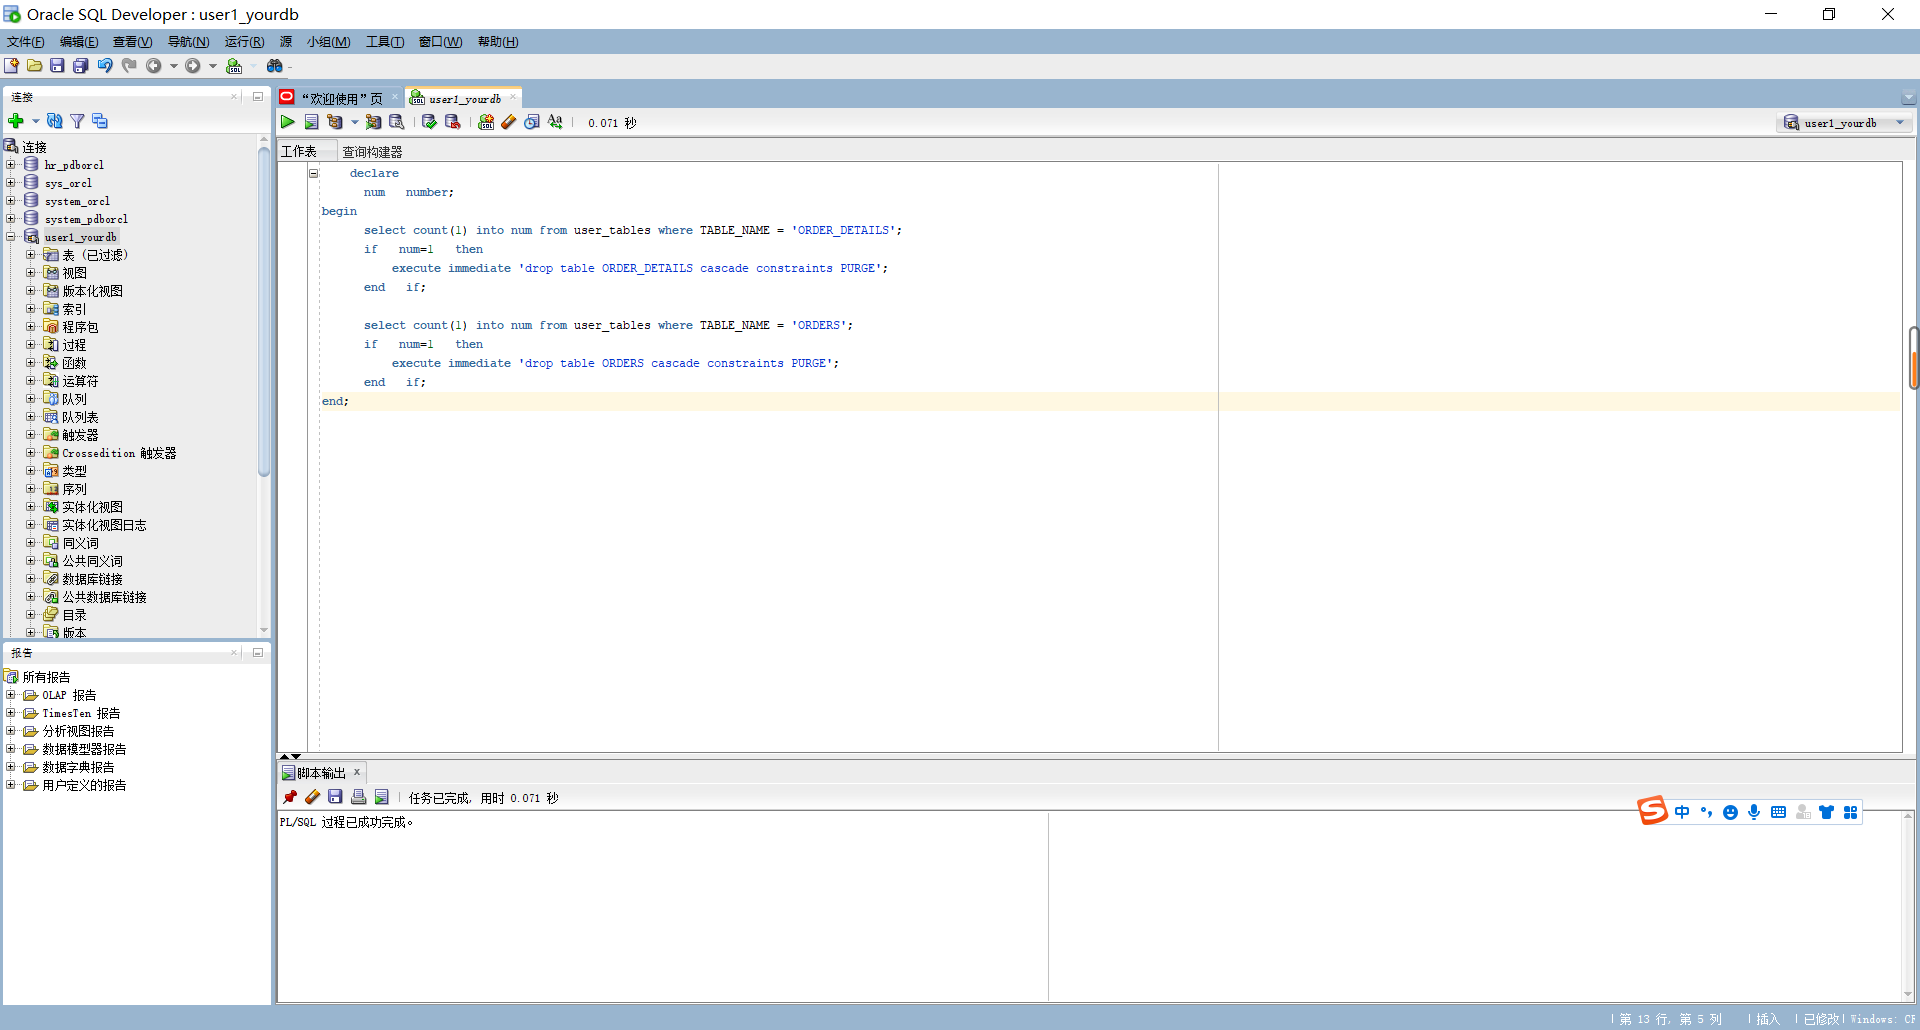 Oracle SQL Developer : user1_yourdb
文件(F) 编辑(E) 查看(V) 导航(N) 运行(R) 源 小组(M) 工具(T) 窗口(W) 帮助(H)
连接
连接
hr_pdborcl
sys_orcl
system_orcl
system_pdborcl
user1_yourdb
表 (已过滤)
视图
版本化视图
索引
程序包
过程
函数
运算符
队列
队列表
触发器
Crossedition 触发器
类型
序列
实体化视图
实体化视图日志
同义词
公共同义词
数据库链接
公共数据库链接
目录
版本
报告
所有报告
OLAP 报告
TimesTen 报告
分析视图报告
数据模型器报告
数据字典报告
用户定义的报告
“欢迎使用”页 user1_yourdb
0.071 秒 user1_yourdb
工作表 查询构建器
declare
num number;
begin
select count(1) into num from user_tables where TABLE_NAME = 'ORDER_DETAILS';
if num=1 then
execute immediate 'drop table ORDER_DETAILS cascade constraints PURGE';
end if;
select count(1) into num from user_tables where TABLE_NAME = 'ORDERS';
if num=1 then
execute immediate 'drop table ORDERS cascade constraints PURGE';
end if;
end;
脚本输出
任务已完成, 用时 0.071 秒
PL/SQL 过程已成功完成。
中
第 13 行, 第 5 列 | 插入 | 已修改 | Windows: CF